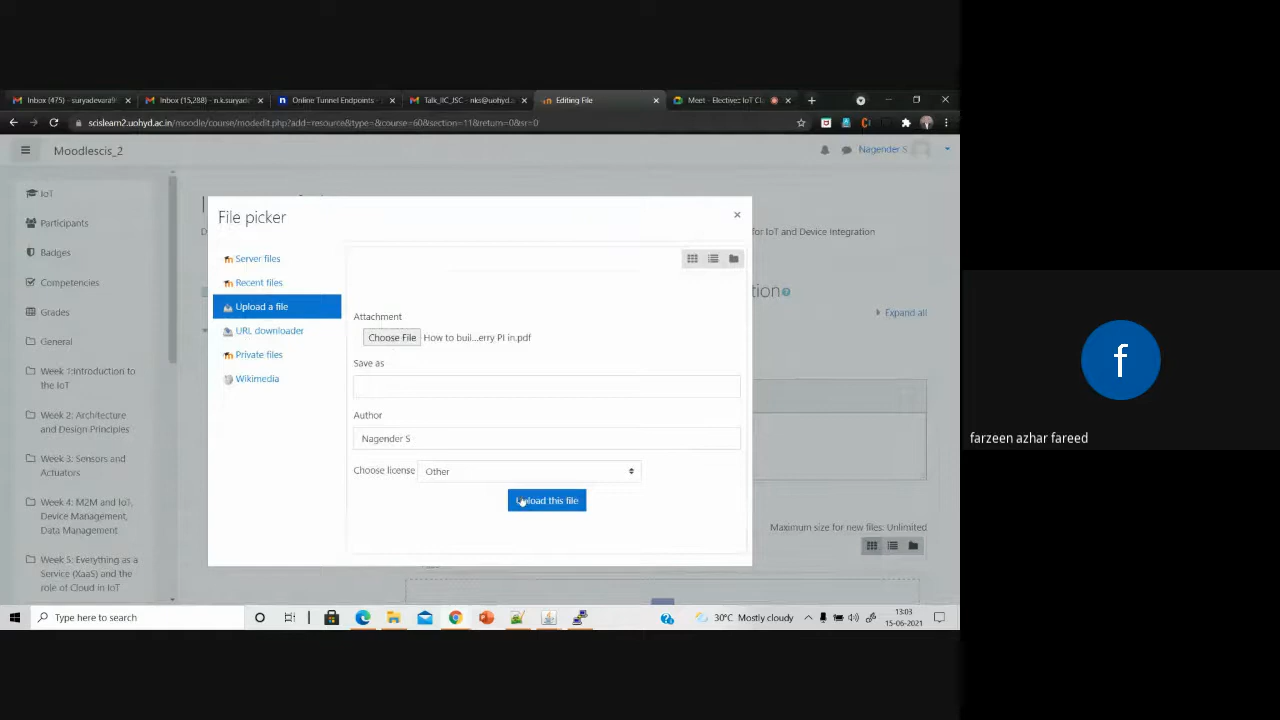 Inbox (475) - suryadevara9
Inbox (15,288) - n.k.suryade
Online Tunnel Endpoints -
Talk_IIC_JSC - nks@uohyd.a
Editing File
Meet - Elective:: IoT Cl
scislearn2.uohyd.ac.in/moodle/course/modedit.php?add=resource&type=&course=60&section=11&return=0&sr=0
Moodlescis_2
Nagender S
IoT
Participants
Badges
Competencies
Grades
General
Week 1:Introduction to
the IoT
Week 2: Architecture
and Design Principles
Week 3: Sensors and
Actuators
Week 4: M2M and IoT,
Device Management,
Data Management
Week 5: Everything as a
Service (XaaS) and the
role of Cloud in IoT
for IoT and Device Integration
tion
Expand all
Maximum size for new files: Unlimited
File picker
Server files
Recent files
Upload a file
URL downloader
Private files
Wikimedia
Attachment
Choose File How to buil...erry PI in.pdf
Save as
Author
Nagender S
Choose license Other
Upload this file
Type here to search
30°C Mostly cloudy
13:03
15-06-2021
f
farzeen azhar fareed